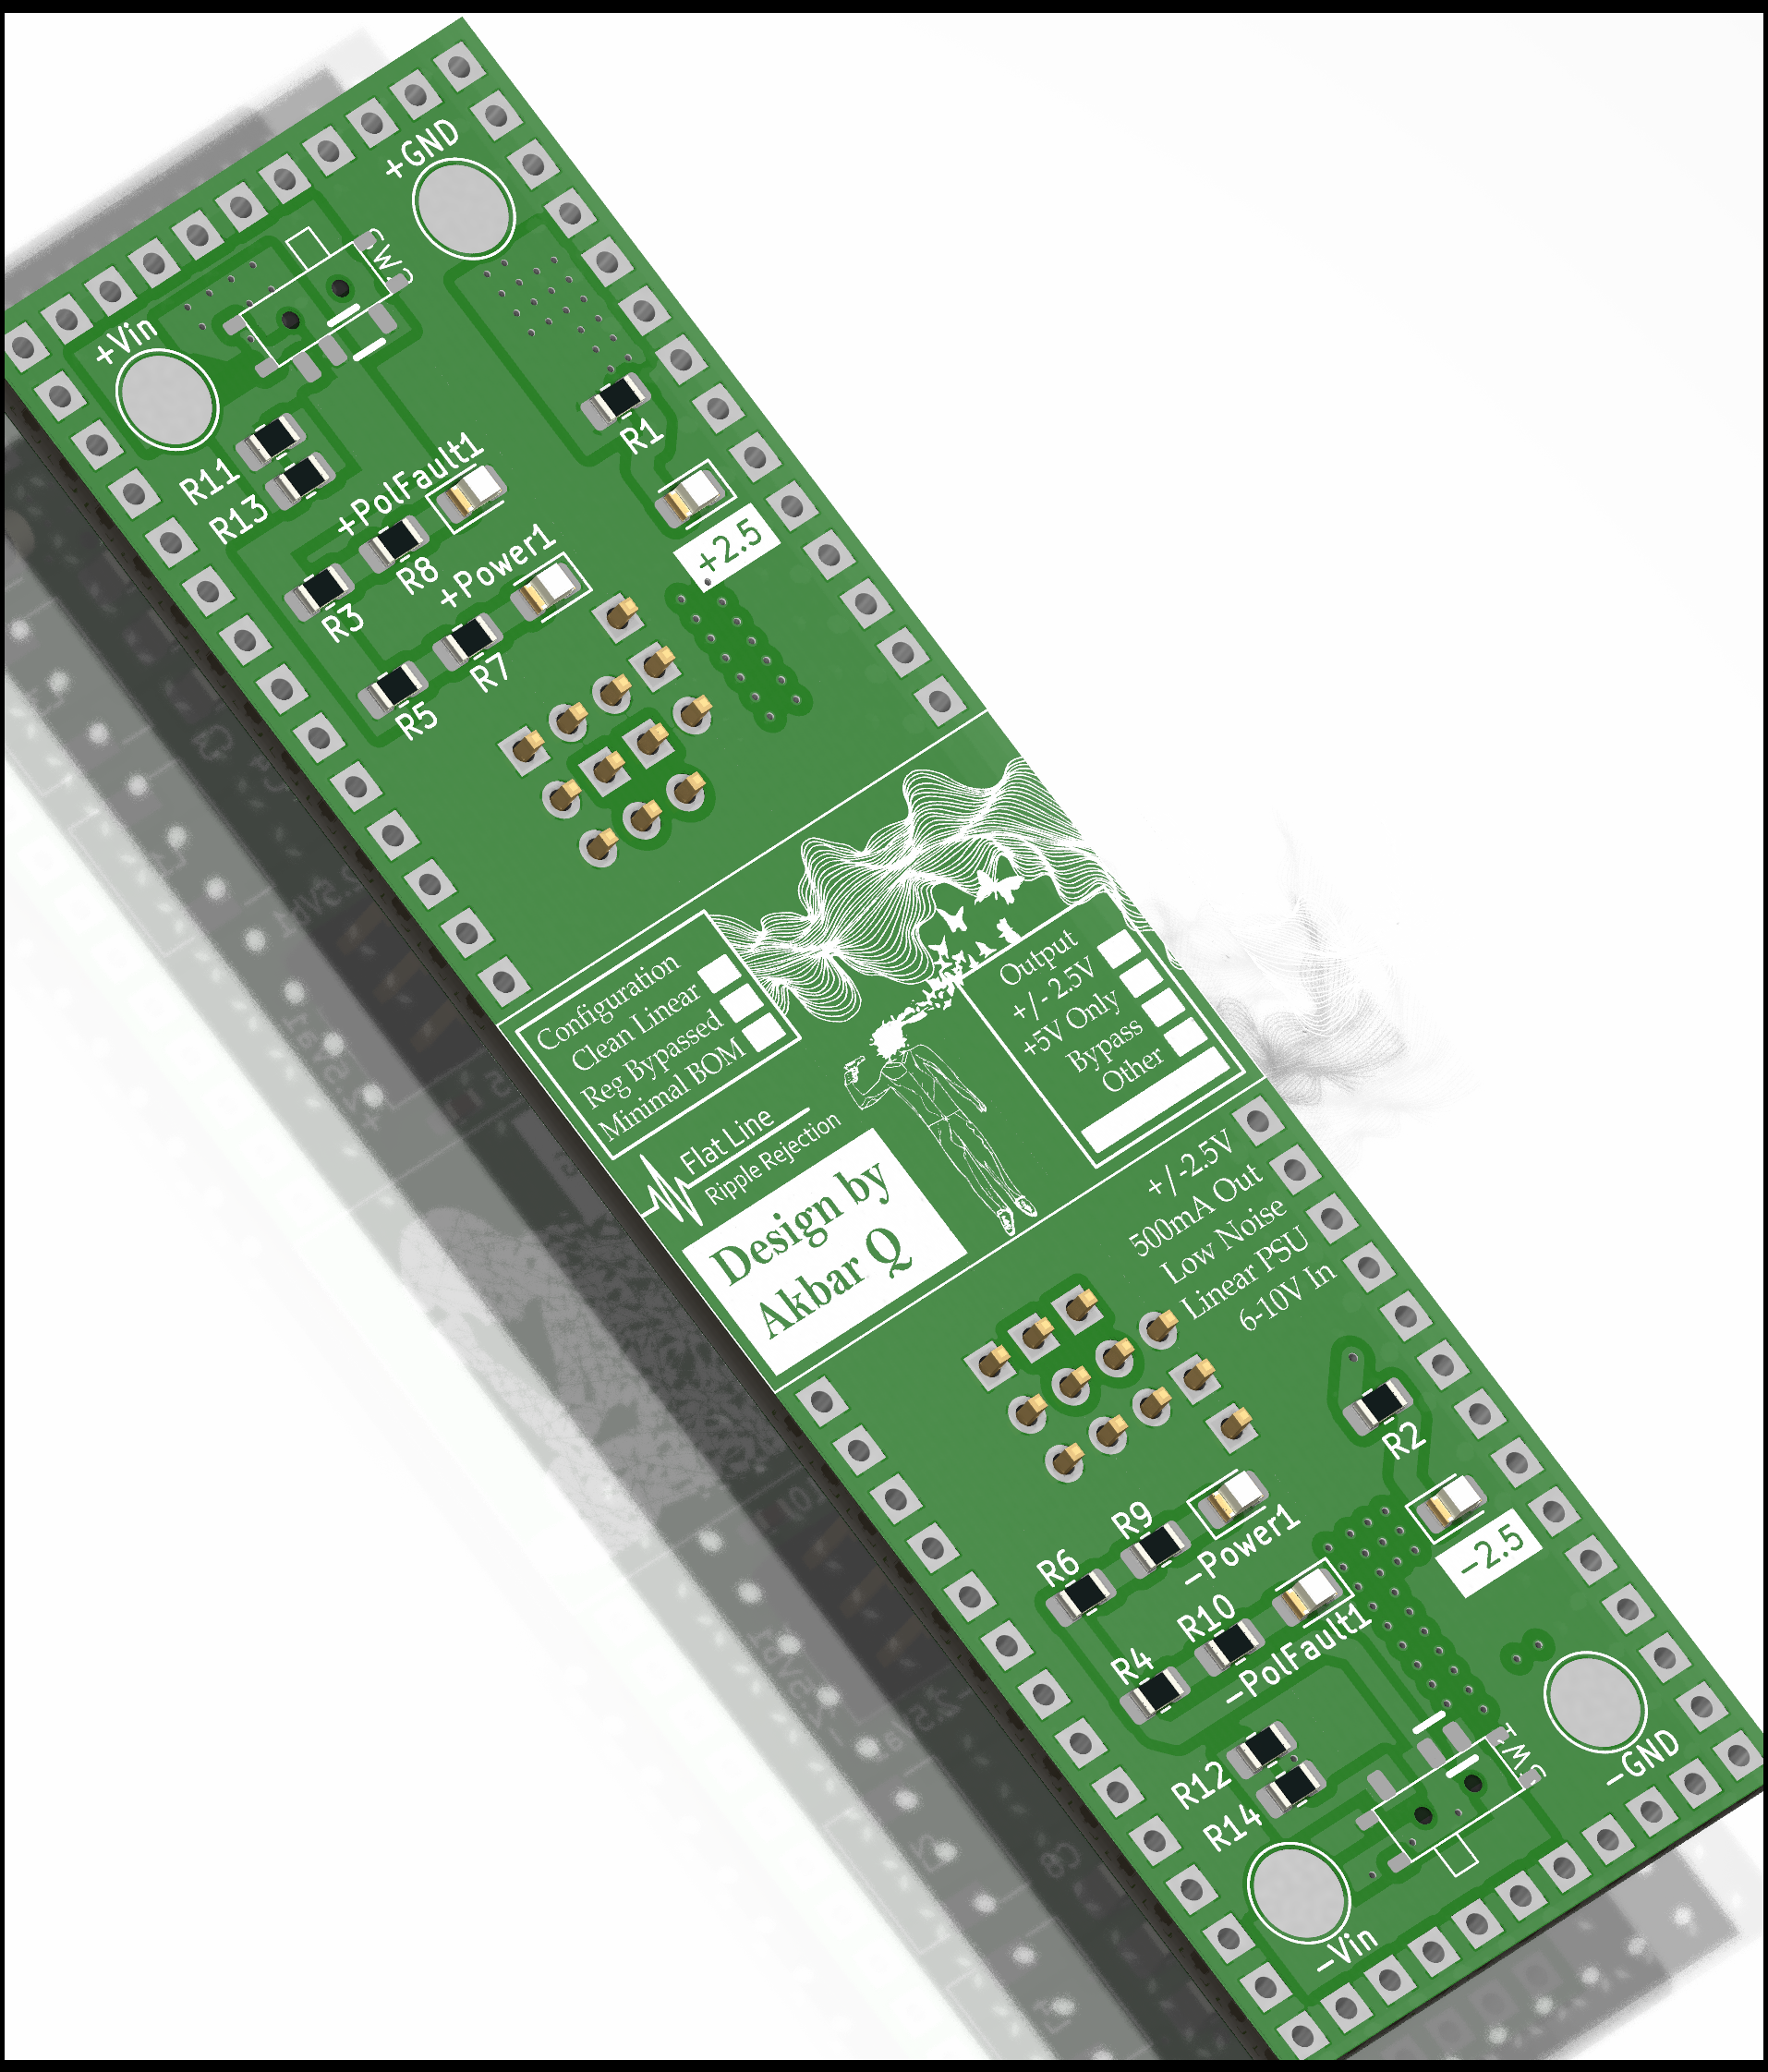 +GND
+Vin
R1
R11
R13
+PolFault1
R8
R3
+2.5
+Power1
R7
R5
Configuration
Clean Linear
Reg Bypassed
Minimal BOM
Output
+/-2.5V
+5V Only
Bypass
Other
Flat Line
Ripple Rejection
Design by
Akbar Q
+/-2.5V
500mA Out
Low Noise
Linear PSU
6-10V In
R2
-2.5
R9
R6
-Power1
R10
R4
-PolFault1
R12
R14
-GND
-Vin